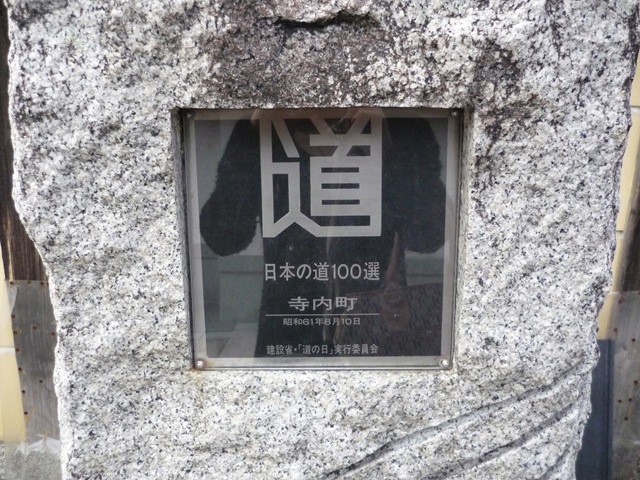 道
日本の道100選
寺内町
昭和61年8月10日
建設省・「道の日」実行委員会